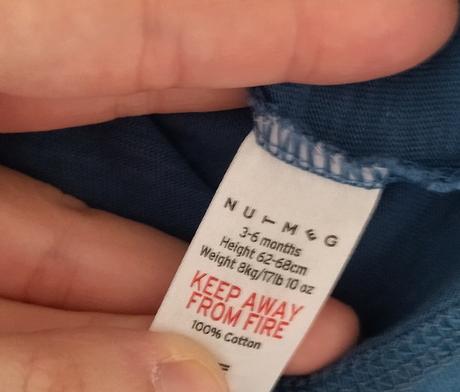 NUTMEG
3-6 months
Height 62-68cm
Weight 8kg/17lb 10 oz
KEEP AWAY
FROM FIRE
100% Cotton